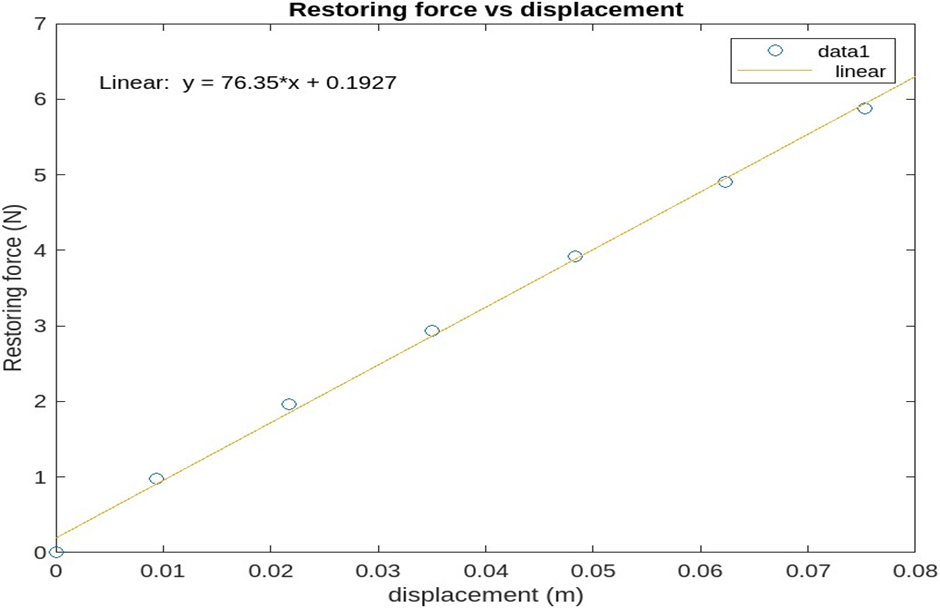 Restoring force vs displacement
7
6
5
4
3
2
1
0
Restoring force (N)
Linear: y = 76.35*x + 0.1927
data1
linear
0 0.01 0.02 0.03 0.04 0.05 0.06 0.07 0.08
displacement (m)